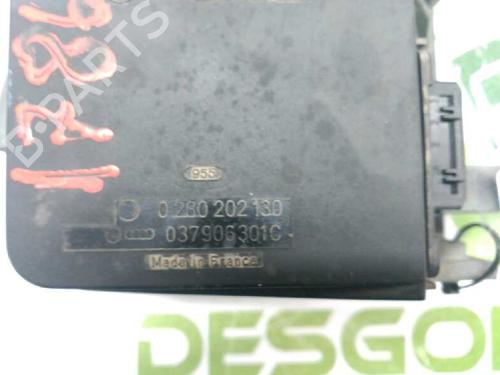 B-PARTS
955
0 280 202 130
037906301C
Made in France
DESGO